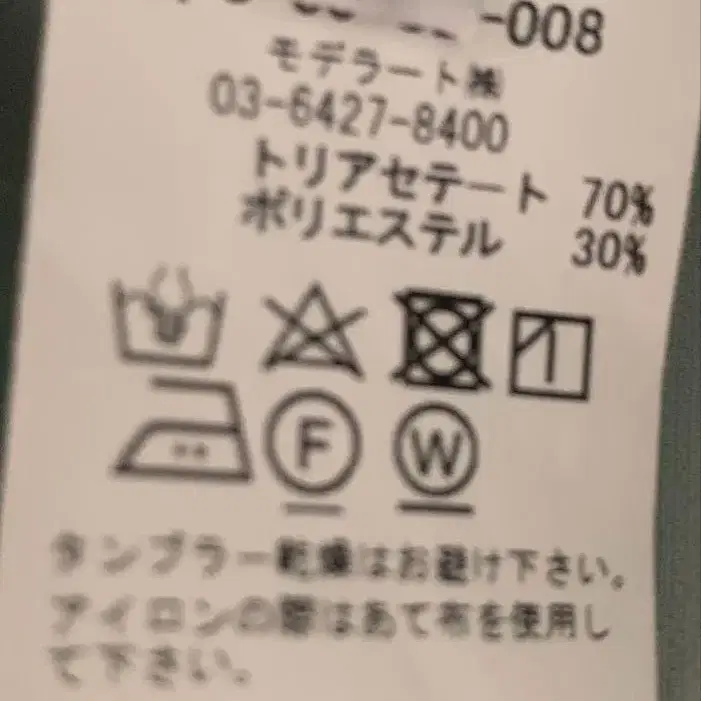 -008
モデラート㈱
03-6427-8400
トリアセテート 70%
ポリエステル 30%
F W
タンブラー乾燥はお避け下さい。
アイロンの際はあて布を使用し
て下さい。